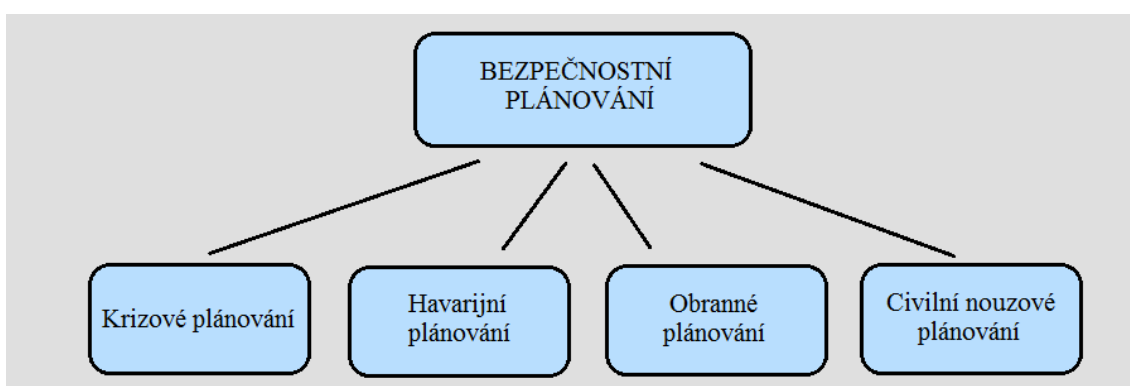 BEZPEČNOSTNÍ
PLÁNOVÁNÍ
Krizové plánování
Havarijní
plánování
Obranné
plánování
Civilní nouzové
plánování